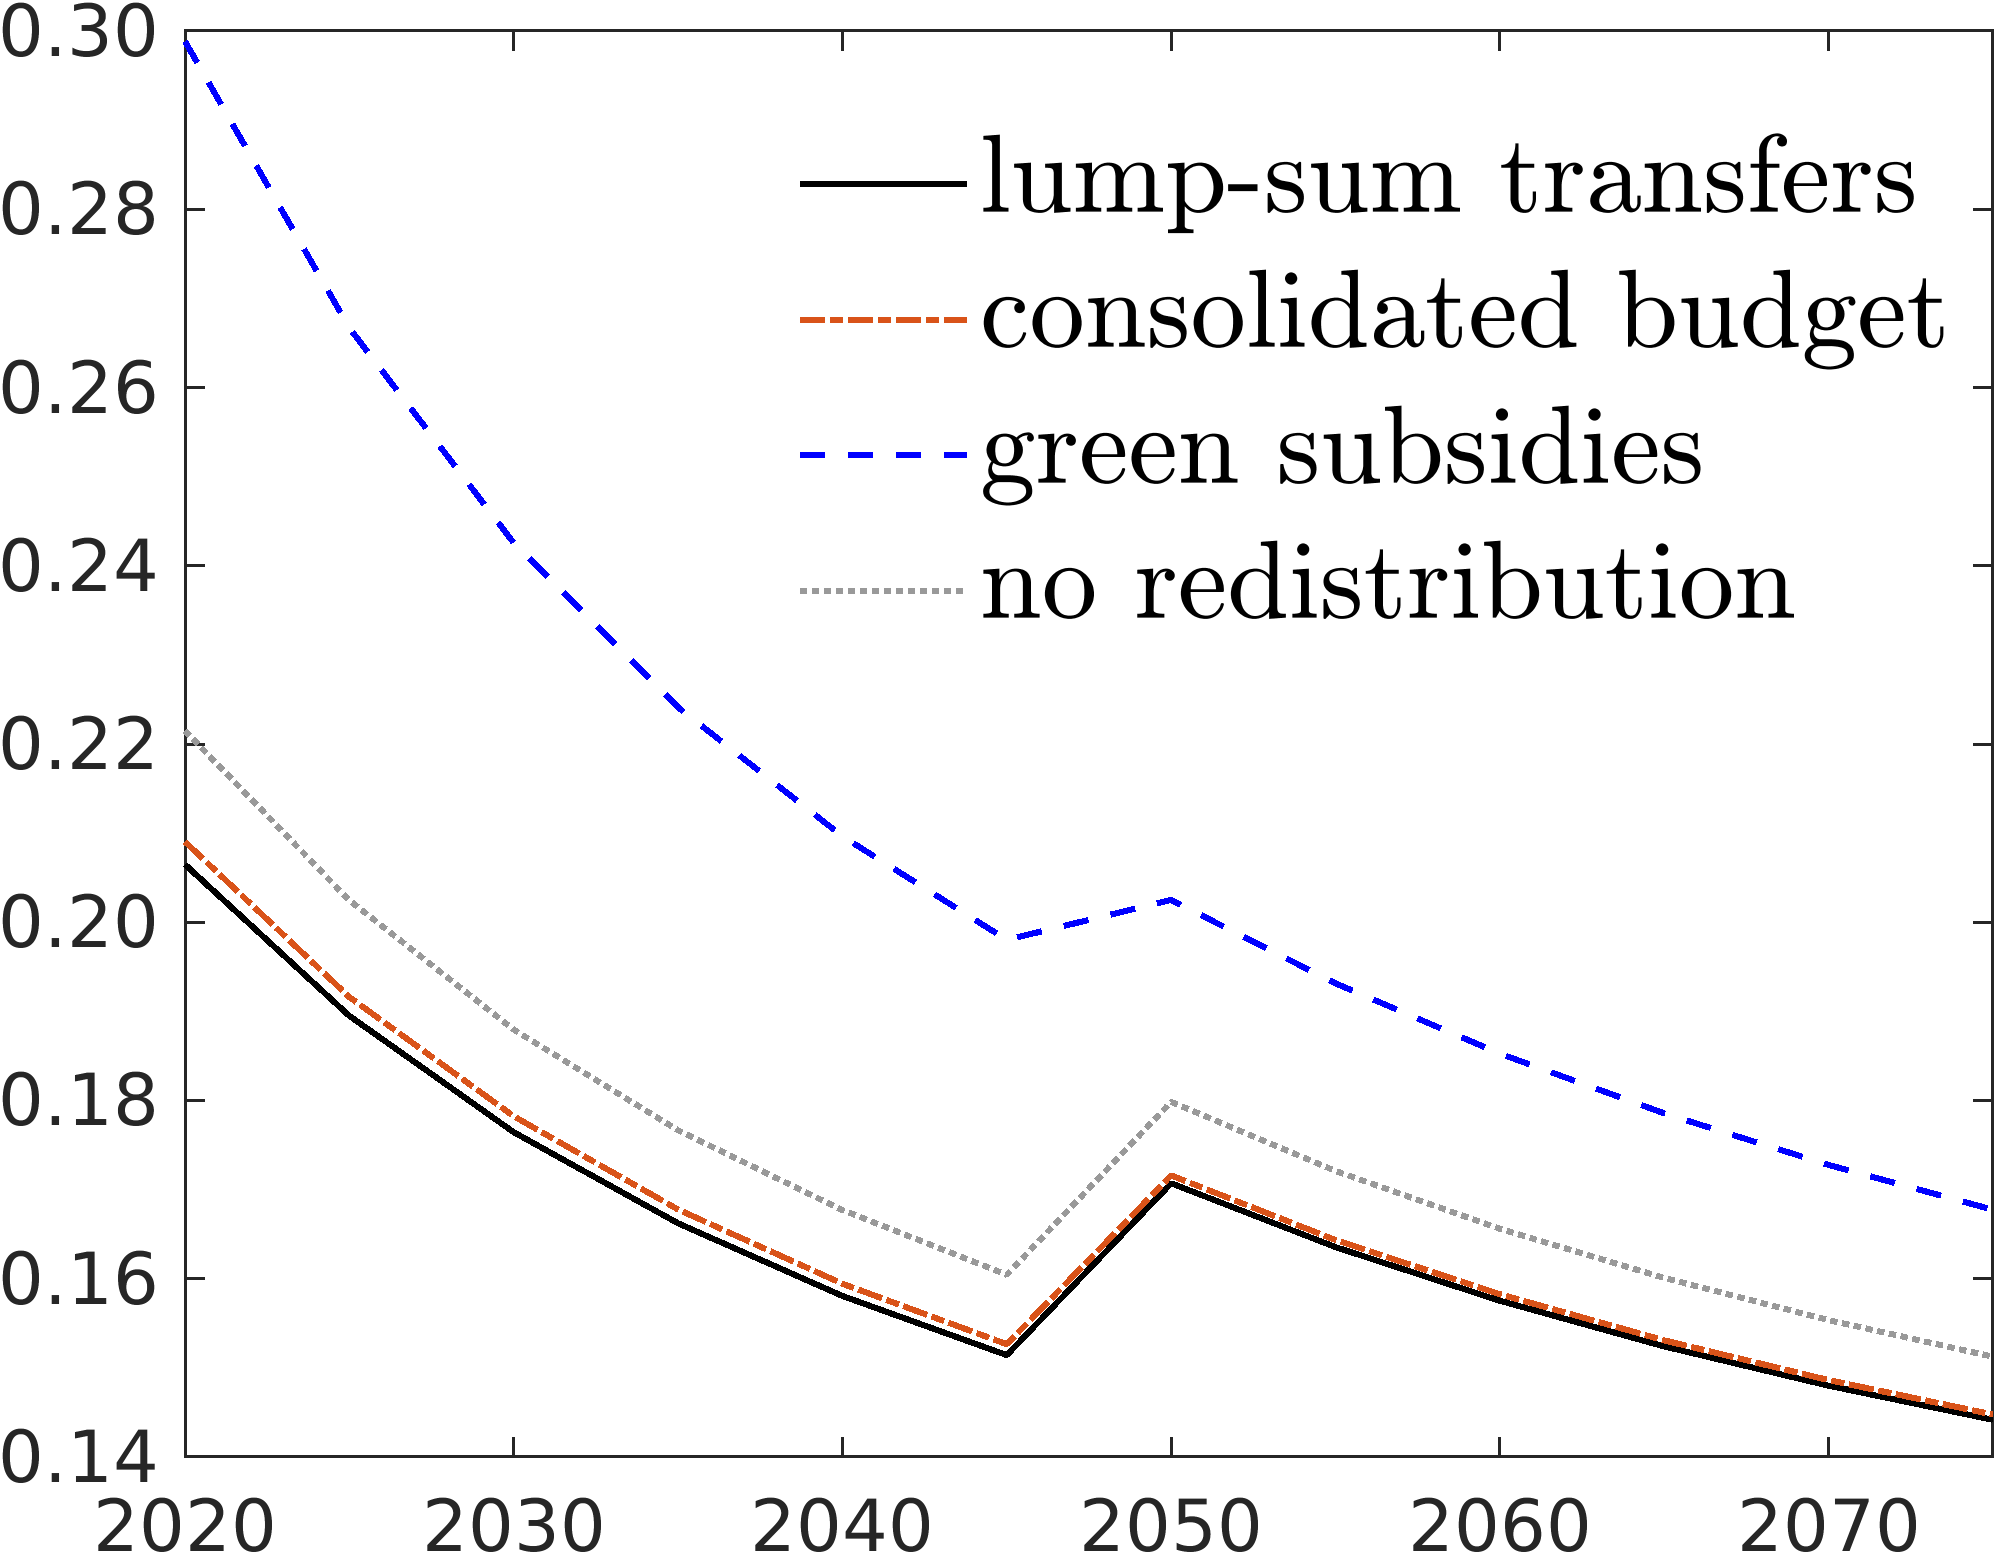 0.30
0.28
0.26
0.24
0.22
0.20
0.18
0.16
0.14
lump-sum transfers
consolidated budget
green subsidies
no redistribution
2020 2030 2040 2050 2060 2070